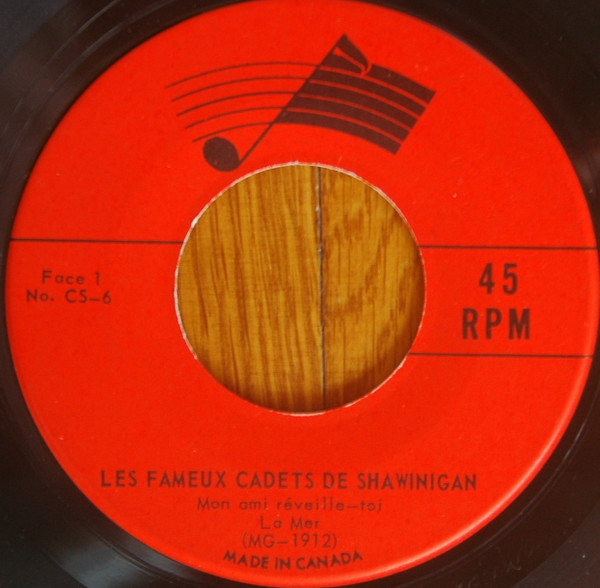 Face 1
No. CS-6
45
RPM
LES FAMEUX CADETS DE SHAWINIGAN
Mon ami réveille-toi
La Mer
(MG-1912)
MADE IN CANADA